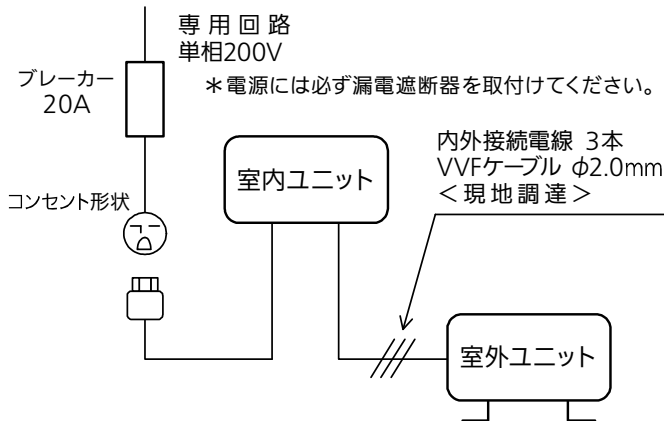 専用回路
単相200V
＊電源には必ず漏電遮断器を取付けてください。
ブレーカー
20A
内外接続電線 3本
VVFケーブル φ2.0mm
＜現地調達＞
室内ユニット
コンセント形状
室外ユニット